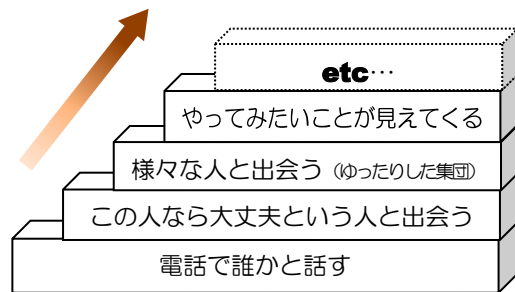 etc…
やってみたいことが見えてくる
様々な人と出会う（ゆったりした集団）
この人なら大丈夫という人と出会う
電話で誰かと話す